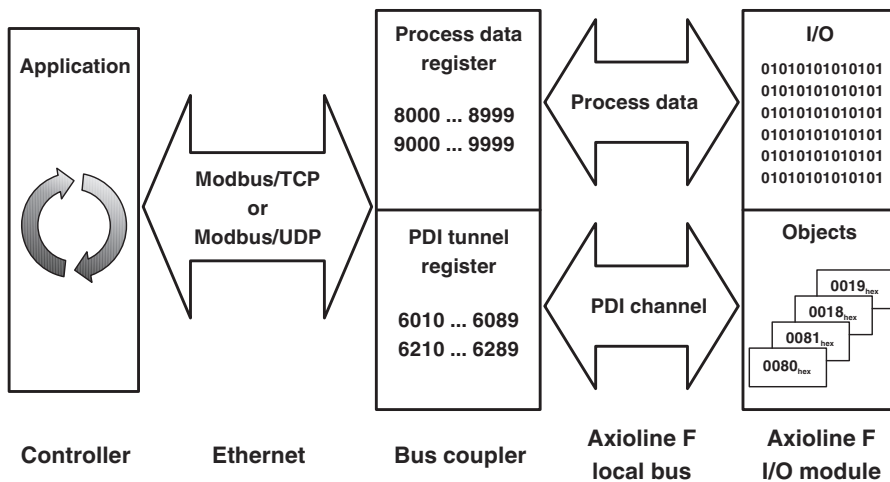 Application
Modbus/TCP
or
Modbus/UDP
Process data
register
8000 ... 8999
9000 ... 9999
PDI tunnel
register
6010 ... 6089
6210 ... 6289
Process data
PDI channel
I/O
01010101010101
01010101010101
01010101010101
01010101010101
01010101010101
01010101010101
Objects
0019hex
0018hex
0081hex
0080hex
Controller
Ethernet
Bus coupler
Axioline F
local bus
Axioline F
I/O module